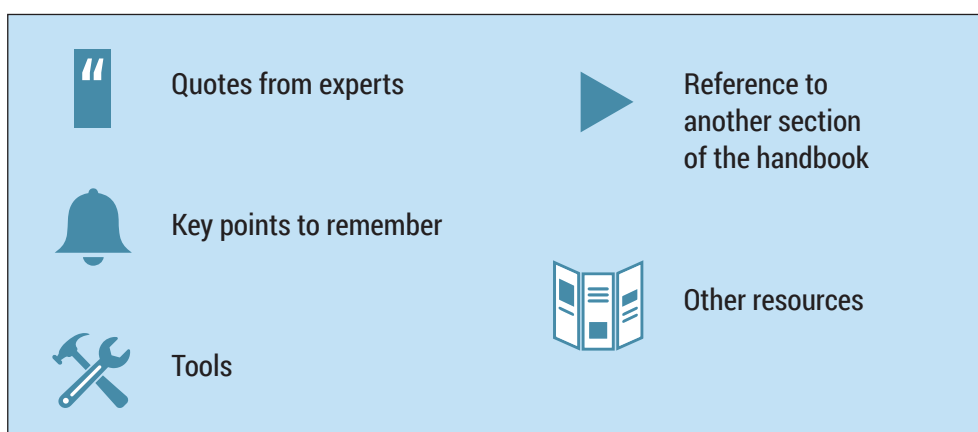 “
Quotes from experts
Key points to remember
Tools
Reference to
another section
of the handbook
Other resources